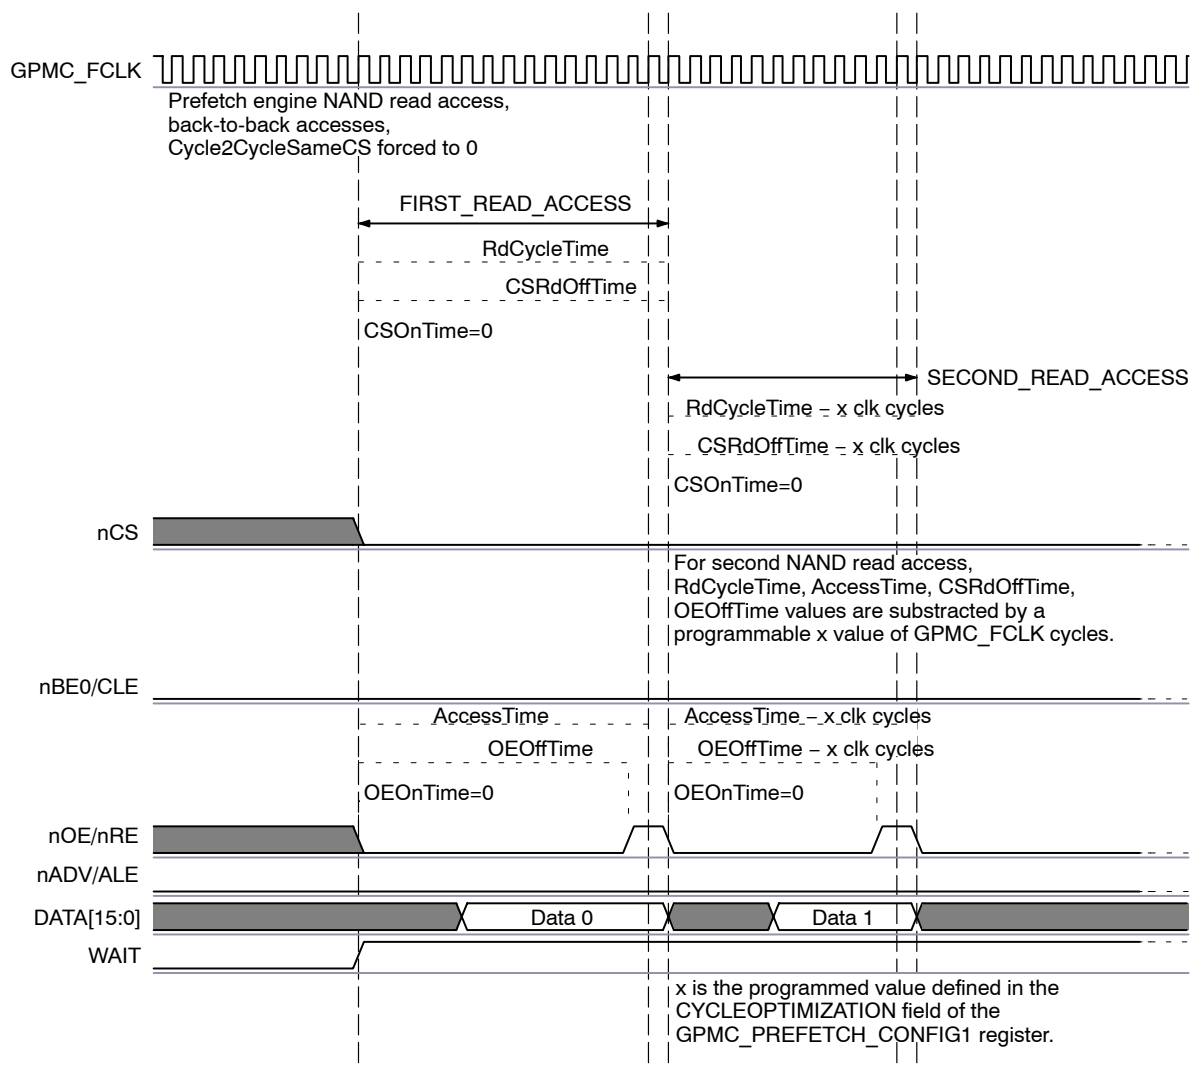 GPMC_FCLK
Prefetch engine NAND read access,
back-to-back accesses,
Cycle2CycleSameCS forced to 0
FIRST_READ_ACCESS
RdCycleTime
CSRdOffTime
CSOnTime=0
SECOND_READ_ACCESS
RdCycleTime – x clk cycles
CSRdOffTime – x clk cycles
CSOnTime=0
nCS
For second NAND read access,
RdCycleTime, AccessTime, CSRdOffTime,
OEOffTime values are substracted by a
programmable x value of GPMC_FCLK cycles.
nBE0/CLE
AccessTime
AccessTime – x clk cycles
OEOffTime
OEOffTime – x clk cycles
OEOnTime=0
OEOnTime=0
nOE/nRE
nADV/ALE
DATA[15:0]
Data 0
Data 1
WAIT
x is the programmed value defined in the
CYCLEOPTIMIZATION field of the
GPMC_PREFETCH_CONFIG1 register.